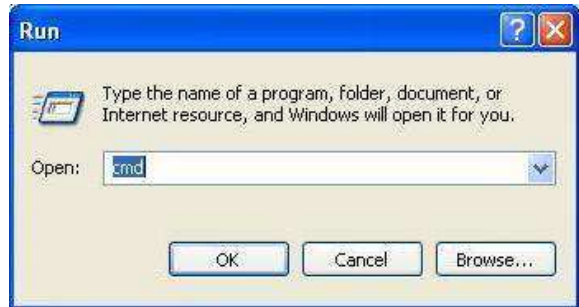 Run
?
X
Type the name of a program, folder, document, or
Internet resource, and Windows will open it for you.
Open:
cmd
OK
Cancel
Browse...